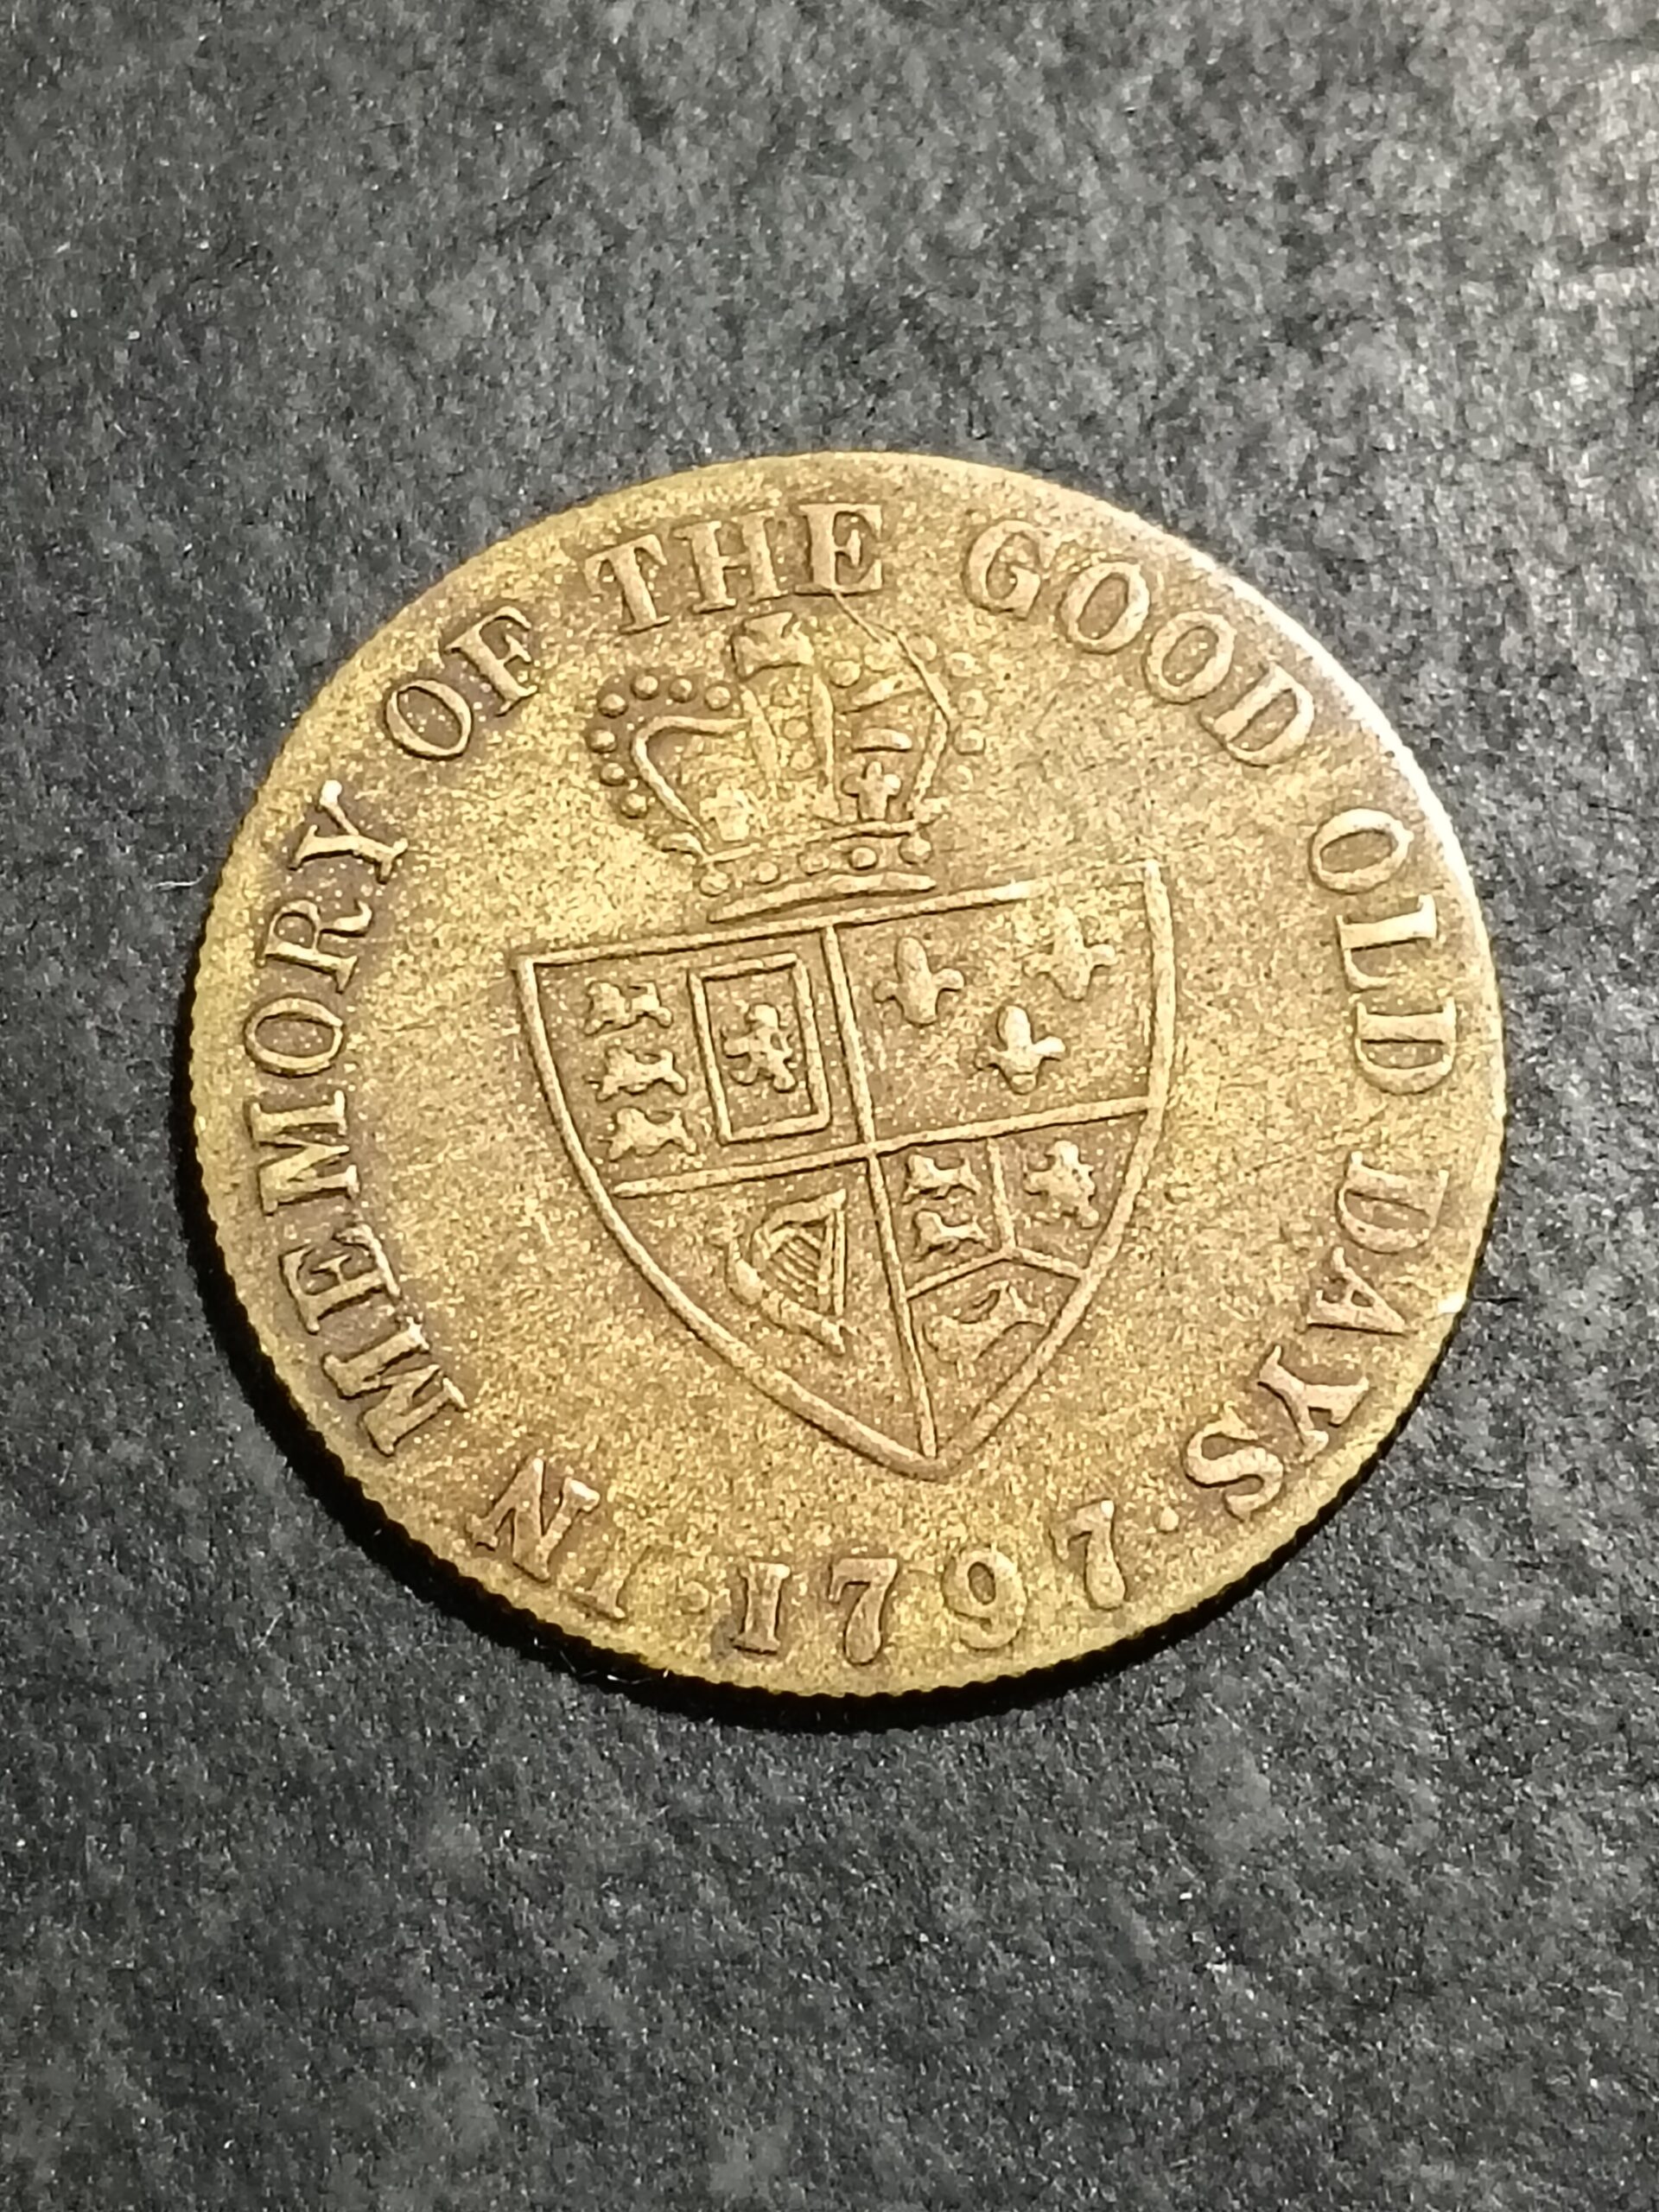 IN MEMORY OF THE GOOD OLD DAYS
· 1797 ·